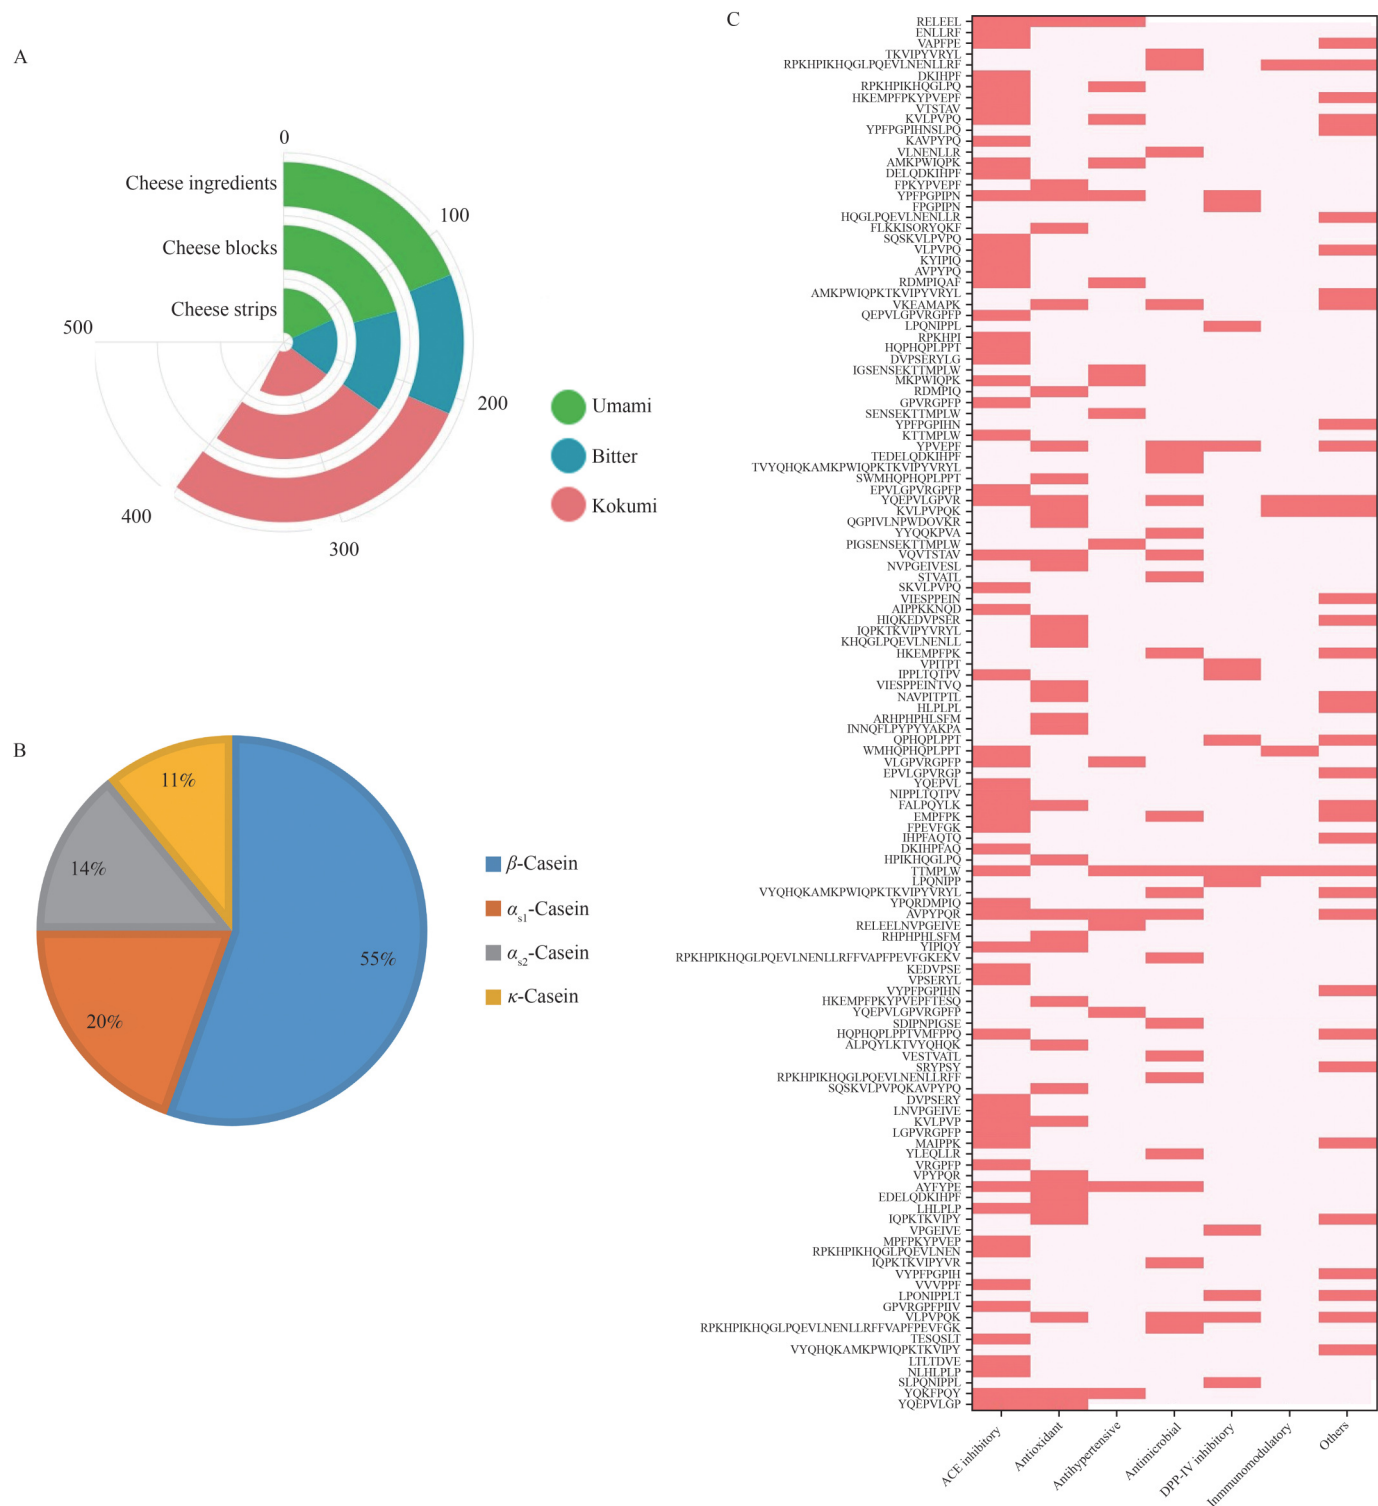 A
0
Cheese ingredients
100
Cheese blocks
Cheese strips
500
200
400
300
Umami
Bitter
Kokumi
B
11%
14%
20%
55%
β-Casein
αs1-Casein
αs2-Casein
κ-Casein
C
RELEEL
ENLLRF
VAPFPE
TKVIPYVRYL
RPKHPIKHQGLPQEVLNENLLRF
DKIHPF
RPKHPIKHQGLPQ
HKEMPFPKYPVEPF
VTSTAV
KVLPVPQ
YPFPGPIHNSLPQ
KAVPYPQ
VLNENLLR
AMKPWIQPK
DELQDKIHPF
FPKYPVEPF
YPFPGPIPN
FPGPIPN
HQGLPQEVLNENLLR
FLKKISORYQKF
SQSKVLPVPQ
VLPVPQ
KYIPIQ
AVPYPQ
RDMPIQAF
AMKPWIQPKTKVIPYVRYL
VKEAMAPK
QEPVLGPVRGPFP
LPQNIPPL
RPKHPI
HQPHQPLPPT
DVPSERYLG
IGSENSEKTTMPLW
MKPWIQPK
RDMPIQ
GPVRGPFP
SENSEKTTMPLW
YPFPGPIHN
KTTMPLW
YPVEPF
TEDELQDKIHPF
TVYQHQKAMKPWIQPKTKVIPYVRYL
SWMHQPHQPLPPT
EPVLGPVRGPFP
YQEPVLGPVR
KVLPVPQK
QGPIVLNPWDOVKR
YYQQKPVA
PIGSENSEKTTMPLW
VQVTSTAV
NVPGEIVESL
STVATL
SKVLPVPQ
VIESPPEIN
AIPPKKNQD
HIQKEDVPSER
IQPKTKVIPYVRYL
KHQGLPQEVLNENLL
HKEMPFPK
VPITPT
IPPLTQTPV
VIESPPEINTVQ
NAVPITPTL
HLPLPL
ARHPHPHLSFM
INNQFLPYPYYAKPA
QPHQPLPPT
WMHQPHQPLPPT
VLGPVRGPFP
EPVLGPVRGP
YQEPVL
NIPPLTQTPV
FALPQYLK
EMPFPK
FPEVFGK
IHPFAQTQ
DKIHPFAQ
HPIKHQGLPQ
TTMPLW
LPQNIPP
VYQHQKAMKPWIQPKTKVIPYVRYL
YPQRDMPIQ
AVPYPQR
RELEELNVPGEIVE
RHPHPHLSFM
YIPIQY
RPKHPIKHQGLPQEVLNENLLRFFVAPFPEVFGKEKV
KEDVPSE
VPSERYL
VYPFPGPIHN
HKEMPFPKYPVEPFTESQ
YQEPVLGPVRGPFP
SDIPNPIGSE
HQPHQPLPPTVMFPPQ
ALPQYLKTVYQHQK
VESTVATL
SRYPSY
RPKHPIKHQGLPQEVLNENLLRFF
SQSKVLPVPQKAVPYPQ
DVPSERY
LNVPGEIVE
KVLPVP
LGPVRGPFP
MAIPPK
YLEQLLR
VRGPFP
VPYPQR
AYFYPE
EDELQDKIHPF
LHLPLP
IQPKTKVIPY
VPGEIVE
MPFPKYPVEP
RPKHPIKHQGLPQEVLNEN
IQPKTKVIPYVR
VYPFPGPIH
VVVPPF
LPONIPPLT
GPVRGPFPIIV
VLPVPQK
RPKHPIKHQGLPQEVLNENLLRFFVAPFPEVFGK
TESQSLT
VYQHQKAMKPWIQPKTKVIPY
LTLTDVE
NLHLPLP
SLPQNIPPL
YQKFPQY
YQEPVLGP
ACE inhibitory
Antioxidant
Antihypertensive
Antimicrobial
DPP-IV inhibitory
Inmmunomodulatory
Others